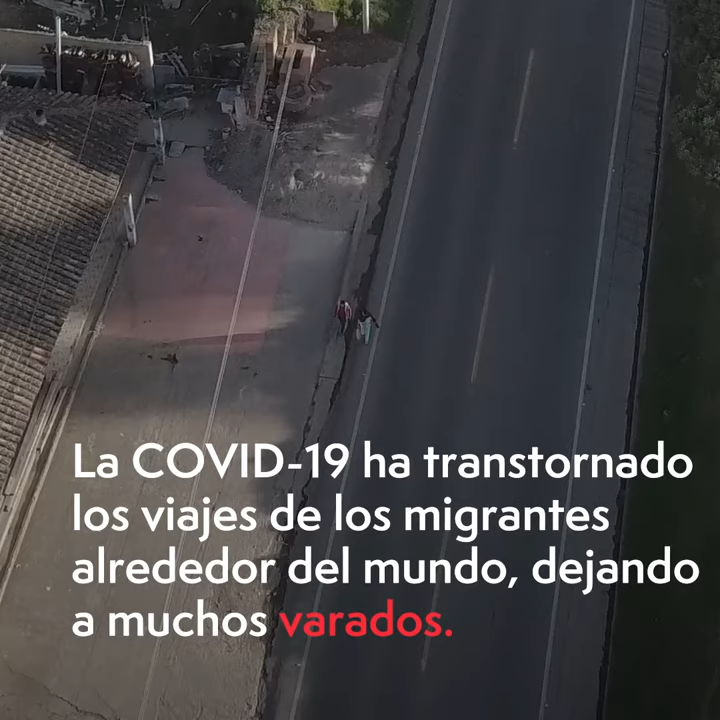 La COVID-19 ha transtornado
los viajes de los migrantes
alrededor del mundo, dejando
a muchos varados.